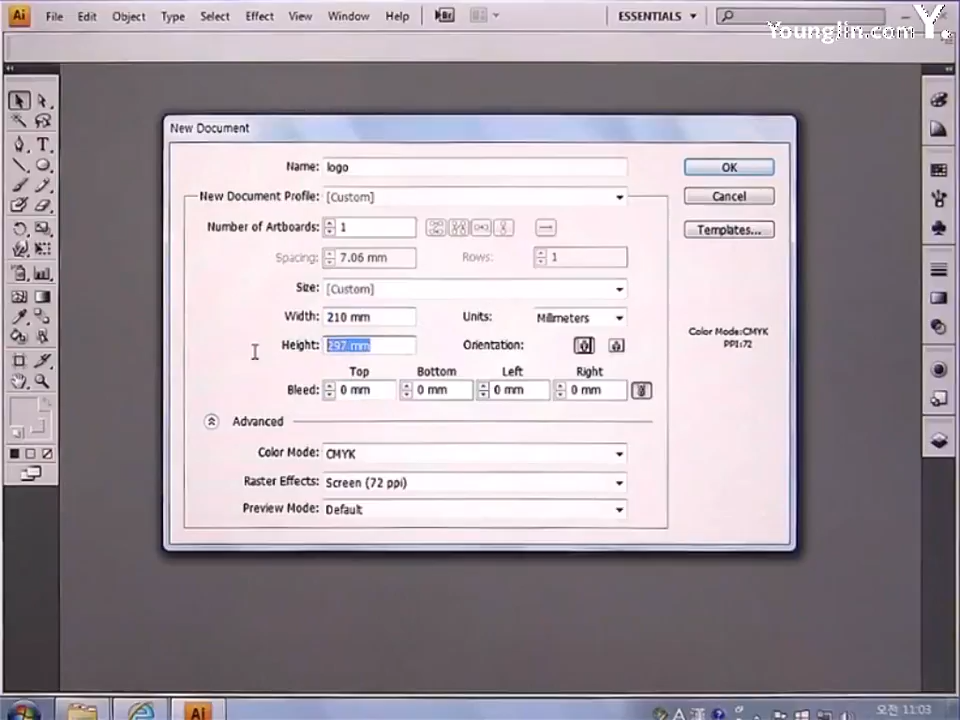 Ai File Edit Object Type Select Effect View Window Help Br ESSENTIALS
Younglin.com Y.
New Document
Name: logo
OK
New Document Profile: [Custom]
Cancel
Number of Artboards: 1
Templates...
Spacing: 7.06 mm Rows: 1
Size: [Custom]
Width: 210 mm Units: Millimeters
Color Mode:CMYK
PPI:72
Height: 297 mm Orientation:
Top Bottom Left Right
Bleed: 0 mm 0 mm 0 mm 0 mm
Advanced
Color Mode: CMYK
Raster Effects: Screen (72 ppi)
Preview Mode: Default
Ai A 漢 오전 11:03